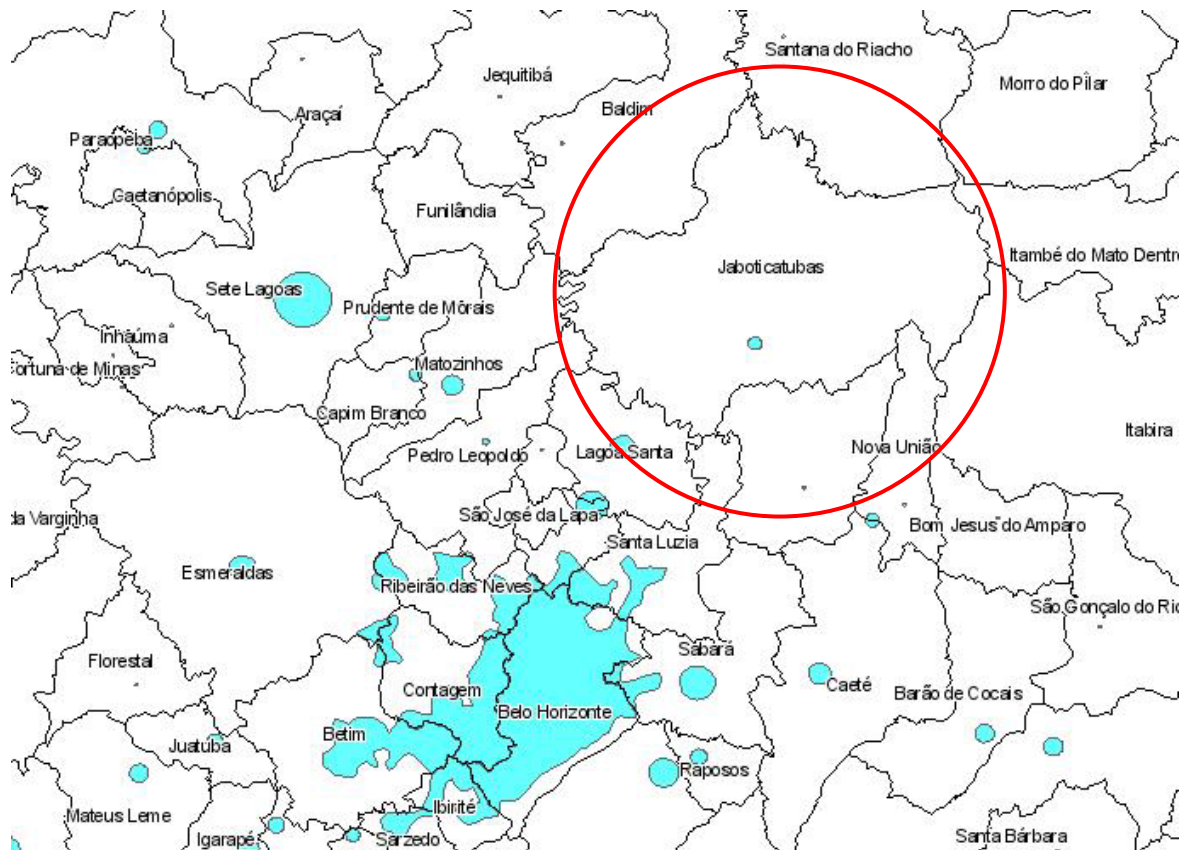 Santana do Riacho
Jequitibá
Morro do Pilar
Araçaí
Baldim
Paraopeba
Gaetanópolis
Funilândia
Itambé do Mato Dentro
Jaboticatubas
Sete Lagoas
Prudente de Morais
Inhaúma
Fortuna de Minas
Matozinhos
Capim Branco
Itabira
Nova União
Pedro Leopoldo
Lagoa Santa
da Varginha
São José da Lapa
Bom Jesus do Amparo
Santa Luzia
Esmeraldas
Ribeirão das Neves
São Gonçalo do Rio
Sabará
Florestal
Contagem
Caeté
Barão de Cocais
Belo Horizonte
Betim
Juatuba
Raposos
Mateus Leme
Ibirité
Igarapé
Sarzedo
Santa Bárbara